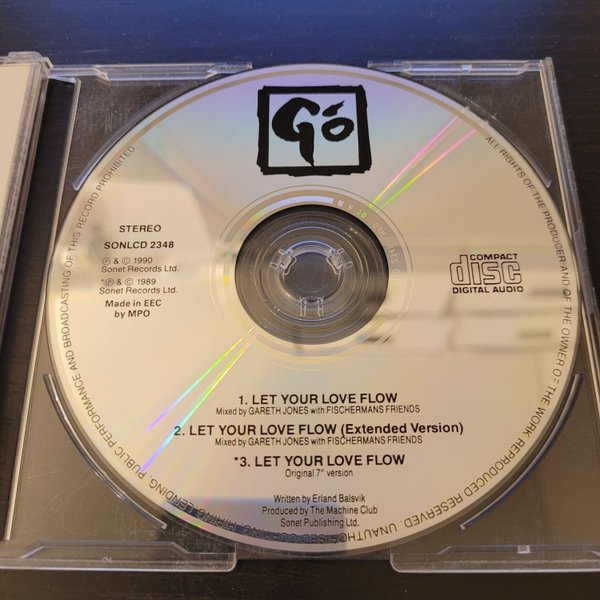 Gó
STEREO
SONLCD 2348
℗ & © 1990
Sonet Records Ltd.
*℗ & © 1989
Sonet Records Ltd.
Made in EEC
by MPO
COMPACT
disc
DIGITAL AUDIO
1. LET YOUR LOVE FLOW
Mixed by GARETH JONES with FISCHERMANS FRIENDS
2. LET YOUR LOVE FLOW (Extended Version)
Mixed by GARETH JONES with FISCHERMANS FRIENDS
*3. LET YOUR LOVE FLOW
Original 7" version
Written by Erland Balsvik
Produced by The Machine Club
Sonet Publishing Ltd.
ALL RIGHTS OF THE PRODUCER AND OF THE OWNER OF THE WORK REPRODUCED RESERVED. UNAUTHORISED COPYING, HIRING, LENDING, PUBLIC PERFORMANCE AND BROADCASTING OF THIS RECORD PROHIBITED.